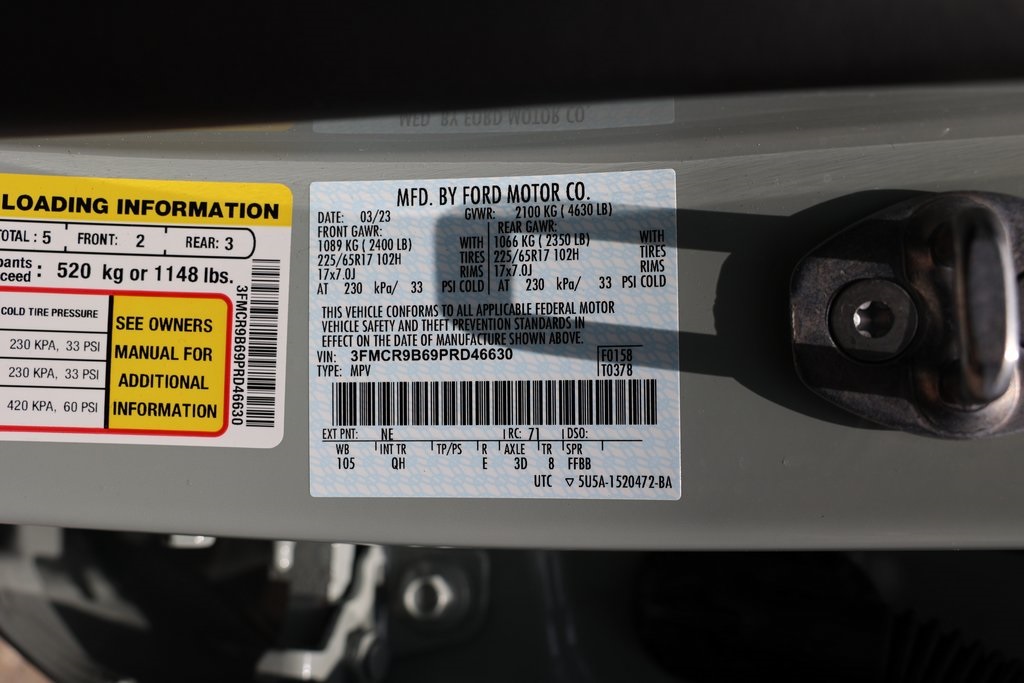 LOADING INFORMATION
TOTAL : 5 FRONT: 2 REAR: 3
520 kg or 1148 lbs.
COLD TIRE PRESSURE
230 KPA, 33 PSI
230 KPA, 33 PSI
420 KPA, 60 PSI
SEE OWNERS
MANUAL FOR
ADDITIONAL
INFORMATION
3FMCR9B69PRD46630
MFD. BY FORD MOTOR CO.
DATE: 03/23 GVWR: 2100 KG ( 4630 LB)
FRONT GAWR: REAR GAWR:
1089 KG ( 2400 LB) WITH 1066 KG ( 2350 LB) WITH
225/65R17 102H TIRES 225/65R17 102H TIRES
17x7.0J RIMS 17x7.0J RIMS
AT 230 kPa/ 33 PSI COLD AT 230 kPa/ 33 PSI COLD
THIS VEHICLE CONFORMS TO ALL APPLICABLE FEDERAL MOTOR
VEHICLE SAFETY AND THEFT PREVENTION STANDARDS IN
EFFECT ON THE DATE OF MANUFACTURE SHOWN ABOVE.
VIN: 3FMCR9B69PRD46630 F0158
TYPE: MPV T0378
EXT PNT: NE RC: 71 DSO:
WB INT TR TP/PS R AXLE TR SPR
105 QH E 3D 8 FFBB
UTC ▽ 5U5A-1520472-BA